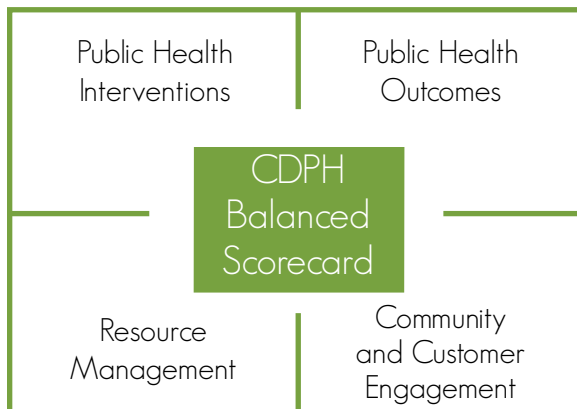 Public Health
Interventions
Public Health
Outcomes
CDPH
Balanced
Scorecard
Resource
Management
Community
and Customer
Engagement